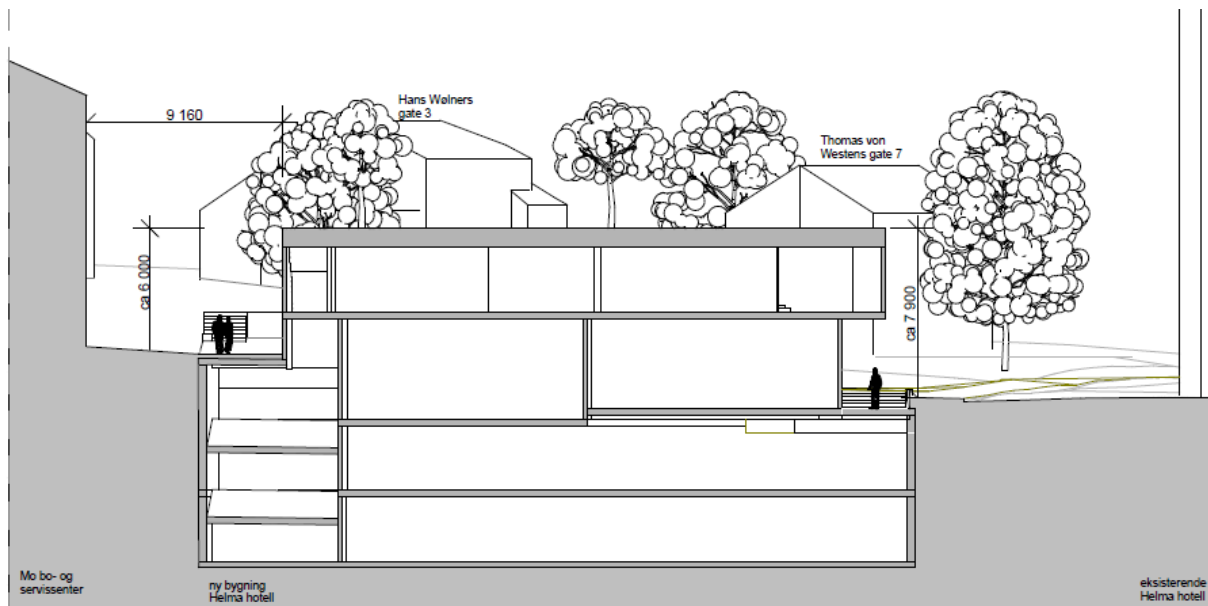 9 160
Hans Wølners
gate 3
Thomas von
Westens gate 7
ca 6 000
ca 7 900
Mo bo- og
servissenter
ny bygning
Helma hotell
eksisterende
Helma hotell